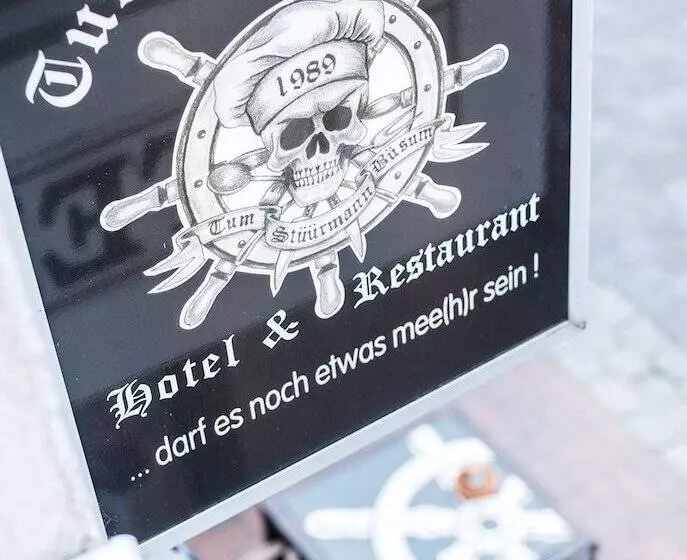 1989
Tum Stüürmann Büsum
Hotel & Restaurant
... darf es noch etwas mee(h)r sein !